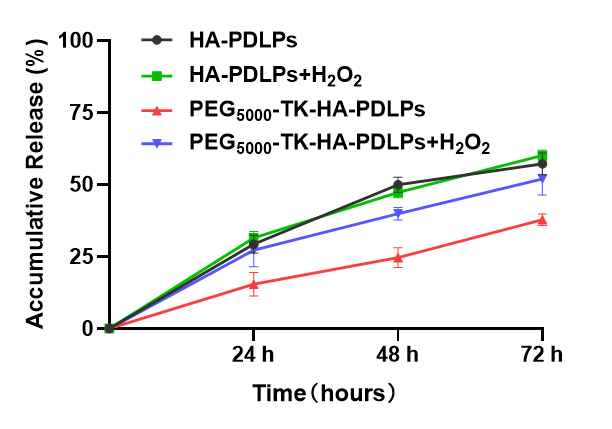 Accumulative Release (%)
100
75
50
25
0
HA-PDLPs
HA-PDLPs+H₂O₂
PEG₅₀₀₀-TK-HA-PDLPs
PEG₅₀₀₀-TK-HA-PDLPs+H₂O₂
24 h 48 h 72 h
Time（hours）